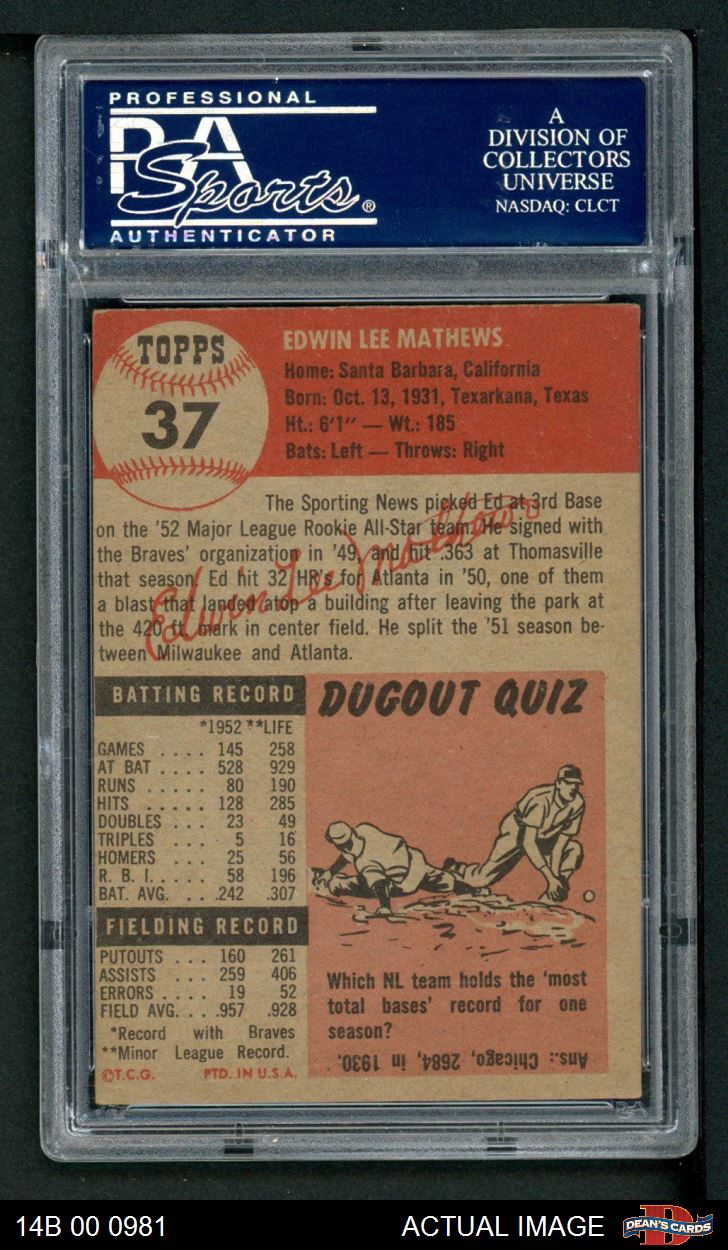 PROFESSIONAL
PSA
Sports®
AUTHENTICATOR
A
DIVISION OF
COLLECTORS
UNIVERSE
NASDAQ: CLCT
TOPPS
37
EDWIN LEE MATHEWS
Home: Santa Barbara, California
Born: Oct. 13, 1931, Texarkana, Texas
Ht.: 6'1" — Wt.: 185
Bats: Left — Throws: Right
The Sporting News picked Ed at 3rd Base
on the '52 Major League Rookie All-Star team. He signed with
the Braves' organization in '49, and hit .363 at Thomasville
that season. Ed hit 32 HR's for Atlanta in '50, one of them
a blast that landed atop a building after leaving the park at
the 420 ft. mark in center field. He split the '51 season be-
tween Milwaukee and Atlanta.
Edwin Lee Mathews
BATTING RECORD
*1952 **LIFE
GAMES .... 145 258
AT BAT .... 528 929
RUNS .... 80 190
HITS ..... 128 285
DOUBLES ... 23 49
TRIPLES ... 5 16
HOMERS ... 25 56
R. B. I. .... 58 196
BAT. AVG. ... .242 .307
FIELDING RECORD
PUTOUTS ... 160 261
ASSISTS .... 259 406
ERRORS .... 19 52
FIELD AVG. ... .957 .928
*Record with Braves
**Minor League Record.
©T.C.G. PTD. IN U.S.A.
DUGOUT QUIZ
Which NL team holds the 'most
total bases' record for one
season?
Ans.: Chicago, 2684, in 1930.
14B 00 0981
ACTUAL IMAGE
D
DEAN'S CARDS